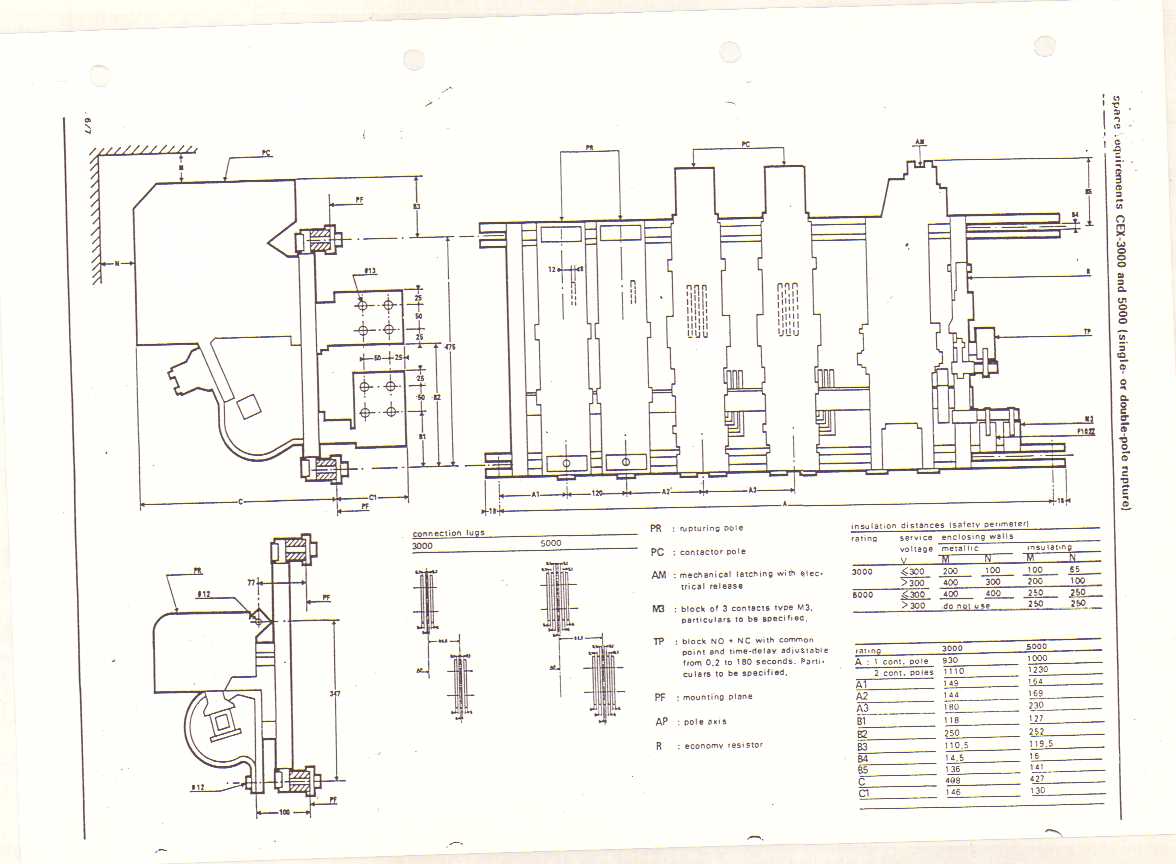 space requirements CEX-3000 and 5000 (single- or double-pole rupture)
6/7
PC
M
N
PF
B3
Ø13
25
50
25
50
25
25
50
475
B2
B1
C
C1
PF
PR
PC
AM
B5
B4
12
8
R
TP
M3
A1
120
A2
A3
A
18
18
PR
77
Ø12
PF
347
Ø12
100
PF
connection lugs
3000 5000
AP
AP
PR : rupturing pole
PC : contactor pole
AM : mechanical latching with elec-
trical release
M3 : block of 3 contacts type M3,
particulars to be specified.
TP : block NO + NC with common
point and time-delay adjustable
from 0,2 to 180 seconds. Parti-
culars to be specified.
PF : mounting plane
AP : pole axis
R : economy resistor
insulation distances (safety perimeter)
rating service enclosing walls
voltage metallic insulating
V M N M N
3000 ≤300 200 100 100 65
>300 400 300 200 100
5000 ≤300 400 400 250 250
>300 do not use 250 250
rating 3000 5000
A : 1 cont. pole 930 1000
2 cont. poles 1110 1230
A1 149 164
A2 144 169
A3 180 230
B1 118 127
B2 250 252
B3 110,5 119,5
B4 14,5 16
B5 136 141
C 498 427
C1 146 130